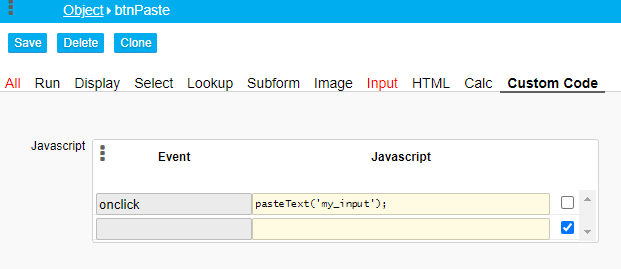 Object btnPaste
Save Delete Clone
All Run Display Select Lookup Subform Image Input HTML Calc Custom Code
Javascript
Event Javascript
onclick pasteText('my_input');